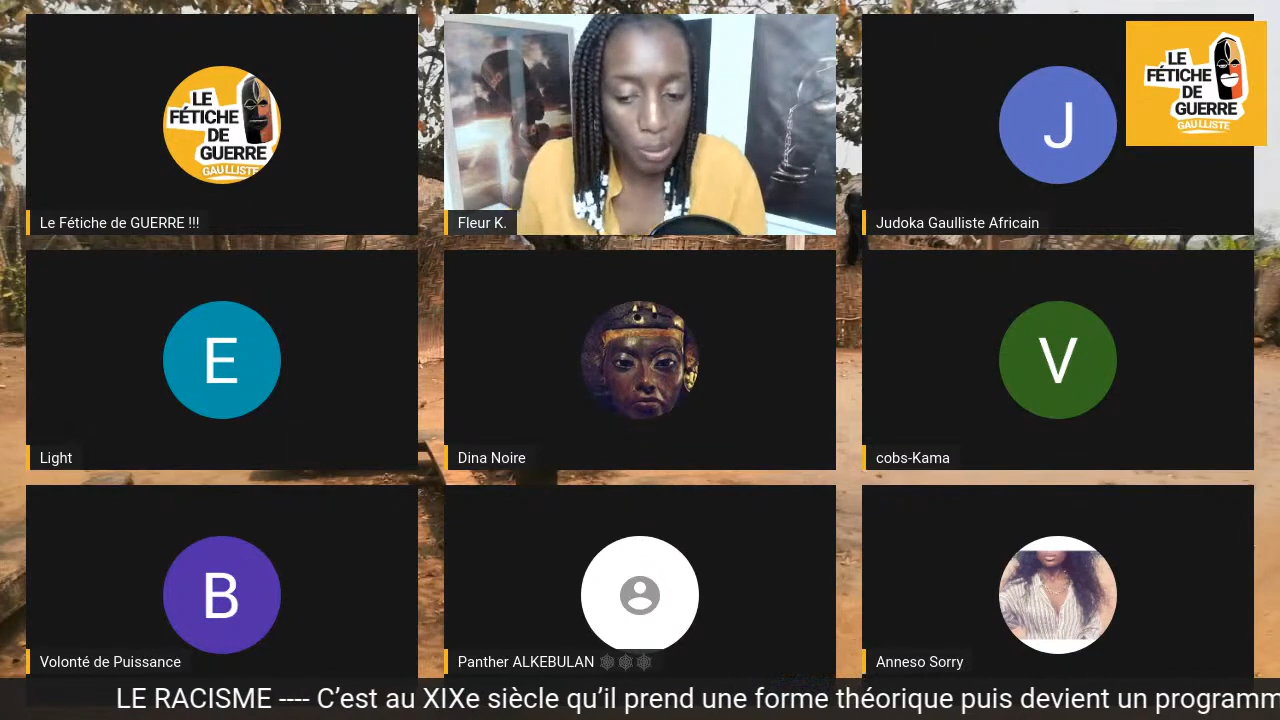 LE
FÉTICHE
DE
GUERRE
GAULLISTE
Le Fétiche de GUERRE !!!
Fleur K.
J
Judoka Gaulliste Africain
LE
FÉTICHE
DE
GUERRE
GAULLISTE
E
Light
Dina Noire
V
cobs-Kama
B
Volonté de Puissance
Panther ALKEBULAN 🕸🕸🕸
Anneso Sorry
LE RACISME ---- C’est au XIXe siècle qu’il prend une forme théorique puis devient un programm